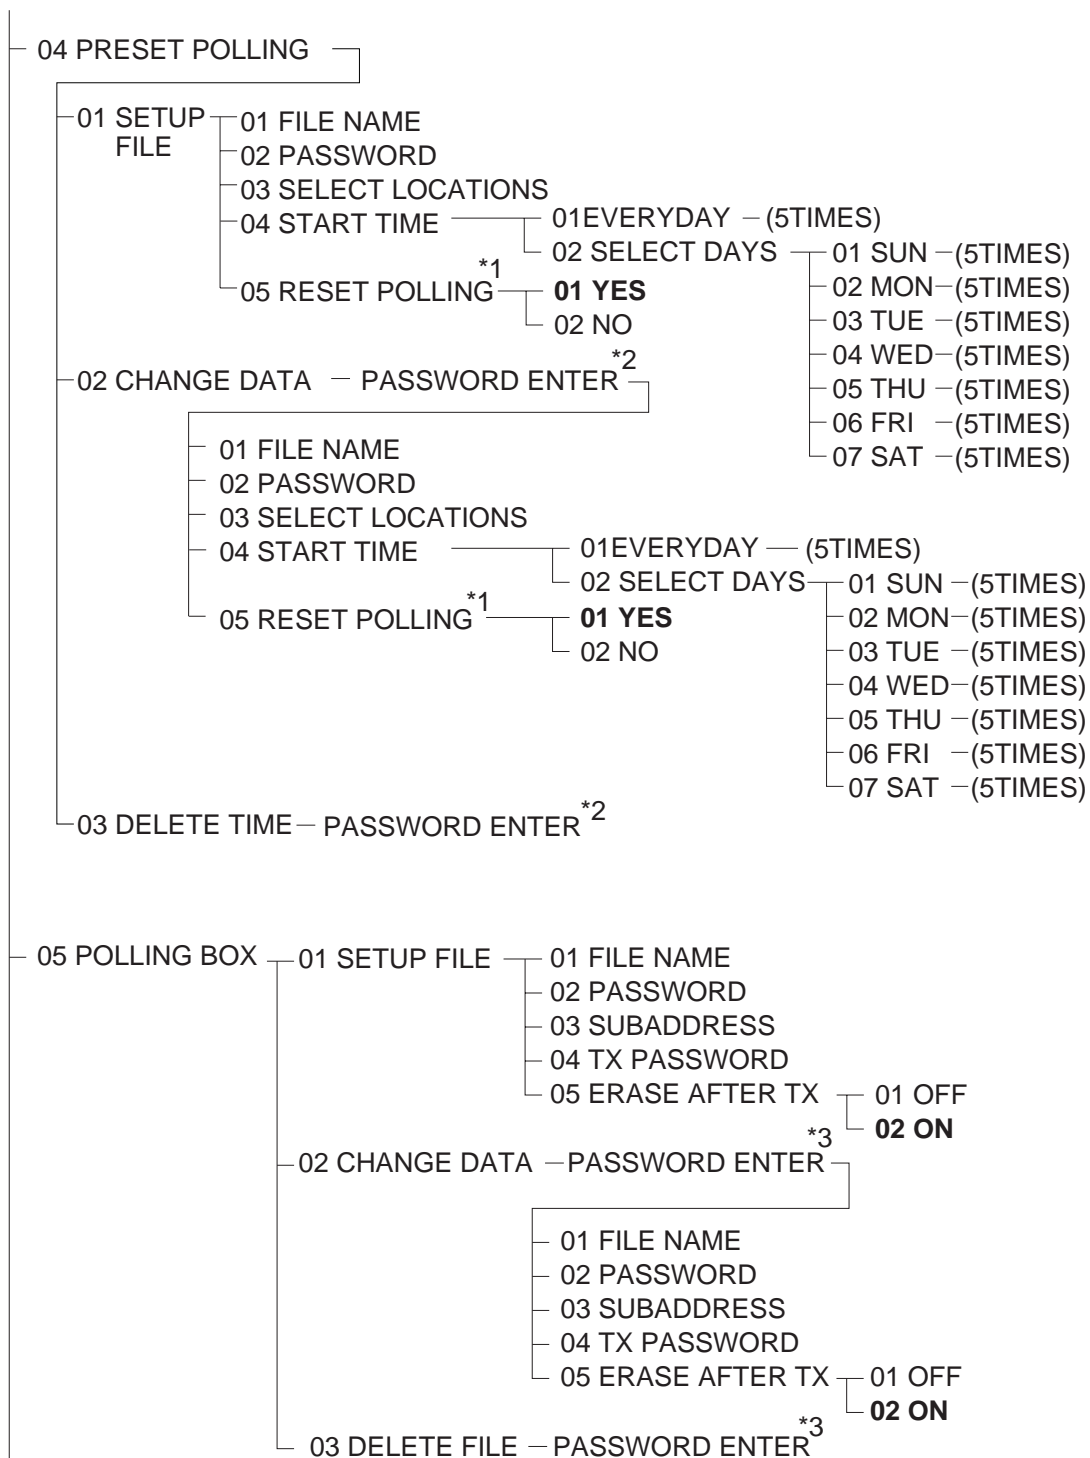 04 PRESET POLLING
01 SETUP
FILE
01 FILE NAME
02 PASSWORD
03 SELECT LOCATIONS
04 START TIME
01EVERYDAY – (5TIMES)
02 SELECT DAYS
01 SUN –(5TIMES)
02 MON–(5TIMES)
03 TUE –(5TIMES)
04 WED–(5TIMES)
05 THU –(5TIMES)
06 FRI –(5TIMES)
07 SAT –(5TIMES)
05 RESET POLLING*1
01 YES
02 NO
02 CHANGE DATA – PASSWORD ENTER*2
01 FILE NAME
02 PASSWORD
03 SELECT LOCATIONS
04 START TIME
01EVERYDAY — (5TIMES)
02 SELECT DAYS
01 SUN –(5TIMES)
02 MON–(5TIMES)
03 TUE –(5TIMES)
04 WED–(5TIMES)
05 THU –(5TIMES)
06 FRI –(5TIMES)
07 SAT –(5TIMES)
05 RESET POLLING*1
01 YES
02 NO
03 DELETE TIME – PASSWORD ENTER*2
05 POLLING BOX
01 SETUP FILE
01 FILE NAME
02 PASSWORD
03 SUBADDRESS
04 TX PASSWORD
05 ERASE AFTER TX
01 OFF
02 ON
02 CHANGE DATA –PASSWORD ENTER*3
01 FILE NAME
02 PASSWORD
03 SUBADDRESS
04 TX PASSWORD
05 ERASE AFTER TX
01 OFF
02 ON
03 DELETE FILE –PASSWORD ENTER*3